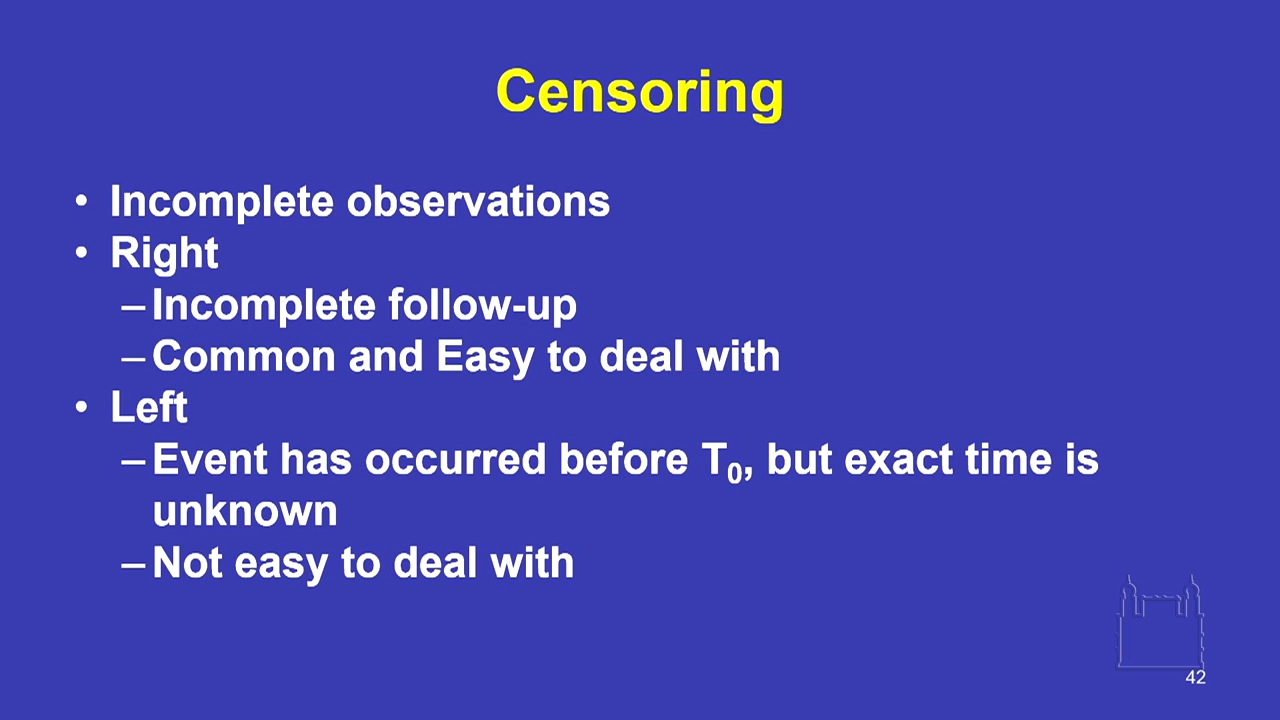 Censoring
• Incomplete observations
• Right
– Incomplete follow-up
– Common and Easy to deal with
• Left
– Event has occurred before T₀, but exact time is
unknown
– Not easy to deal with
42